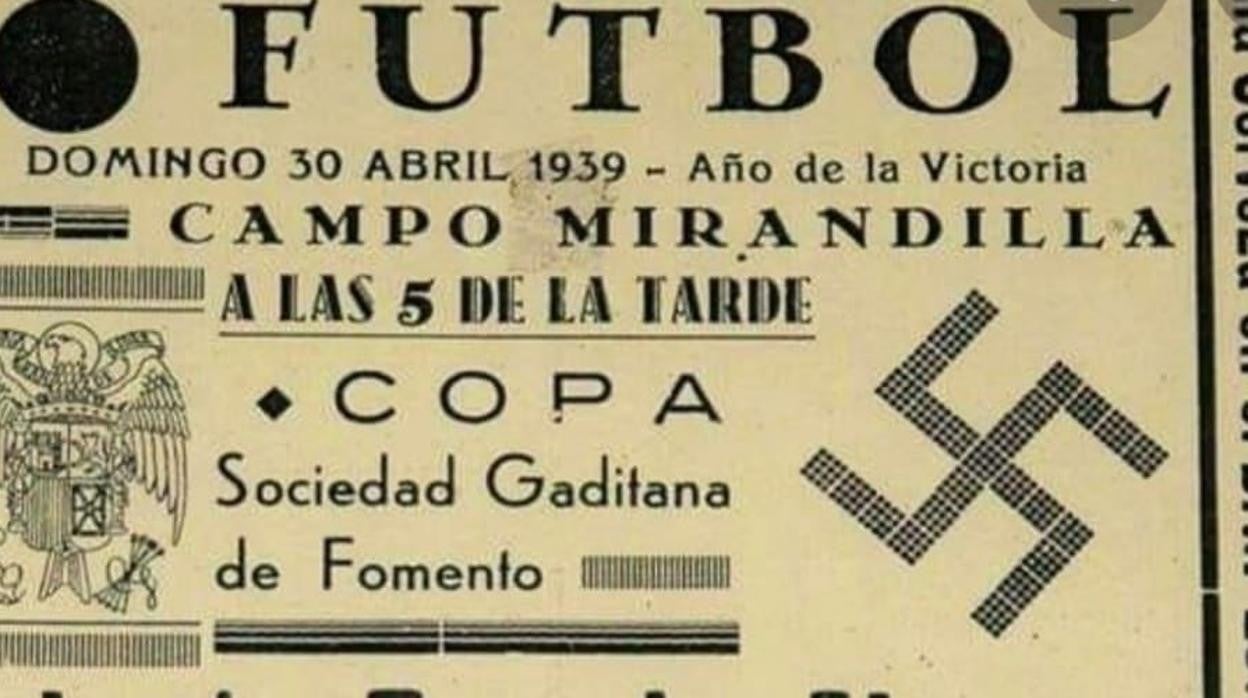 FUTBOL
DOMINGO 30 ABRIL 1939 - Año de la Victoria
CAMPO MIRANDILLA
A LAS 5 DE LA TARDE
COPA
Sociedad Gaditana
de Fomento